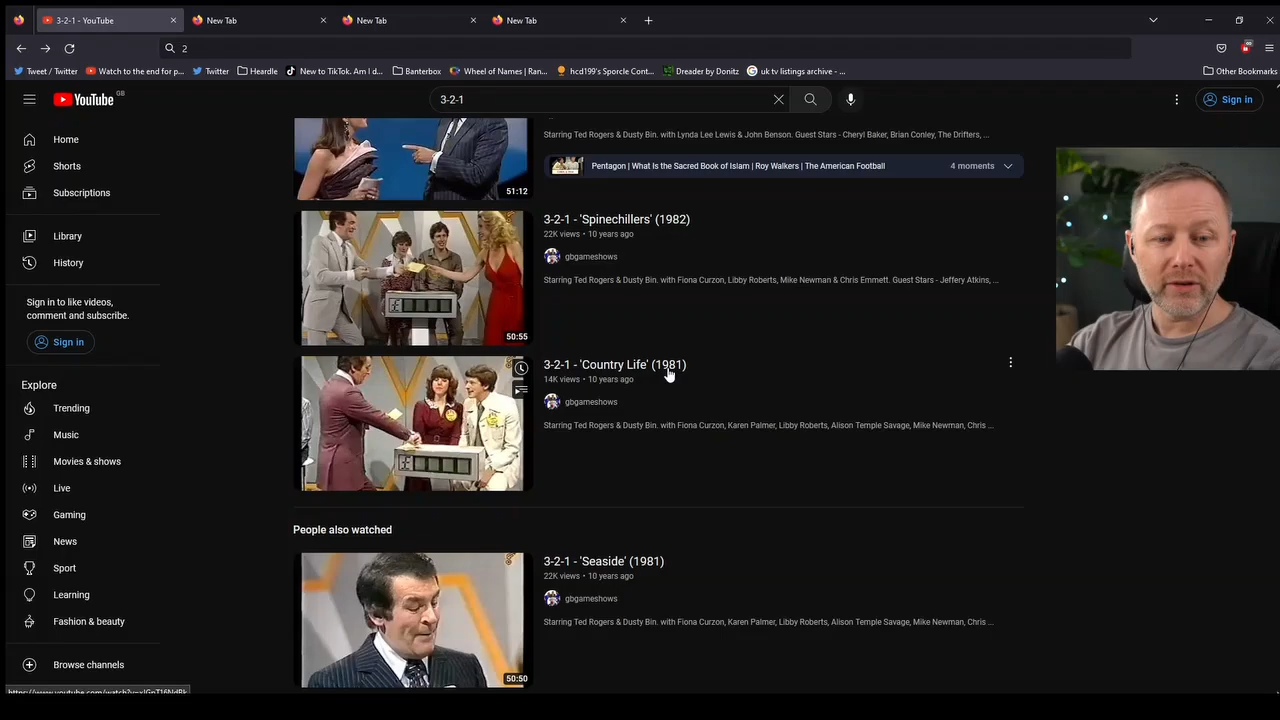 3-2-1 - YouTube
New Tab
New Tab
New Tab
2
Tweet / Twitter
Watch to the end for p...
Twitter
Heardle
New to TikTok. Am I d...
Banterbox
Wheel of Names | Ran...
hcd199's Sporcle Cont...
Dreader by Donitz
uk tv listings archive - ...
Other Bookmarks
YouTube GB
3-2-1
Sign in
Home
Shorts
Subscriptions
Library
History
Sign in to like videos,
comment and subscribe.
Sign in
Explore
Trending
Music
Movies & shows
Live
Gaming
News
Sport
Learning
Fashion & beauty
Browse channels
Starring Ted Rogers & Dusty Bin. with Lynda Lee Lewis & John Benson. Guest Stars - Cheryl Baker, Brian Conley, The Drifters, ...
Pentagon | What Is the Sacred Book of Islam | Roy Walkers | The American Football
4 moments
51:12
3-2-1 - 'Spinechillers' (1982)
22K views • 10 years ago
gbgameshows
Starring Ted Rogers & Dusty Bin. with Fiona Curzon, Libby Roberts, Mike Newman & Chris Emmett. Guest Stars - Jeffery Atkins, ...
50:55
3-2-1 - 'Country Life' (1981)
14K views • 10 years ago
gbgameshows
Starring Ted Rogers & Dusty Bin. with Fiona Curzon, Karen Palmer, Libby Roberts, Alison Temple Savage, Mike Newman, Chris ...
People also watched
3-2-1 - 'Seaside' (1981)
22K views • 10 years ago
gbgameshows
Starring Ted Rogers & Dusty Bin. with Fiona Curzon, Karen Palmer, Libby Roberts, Alison Temple Savage, Mike Newman, Chris ...
50:50